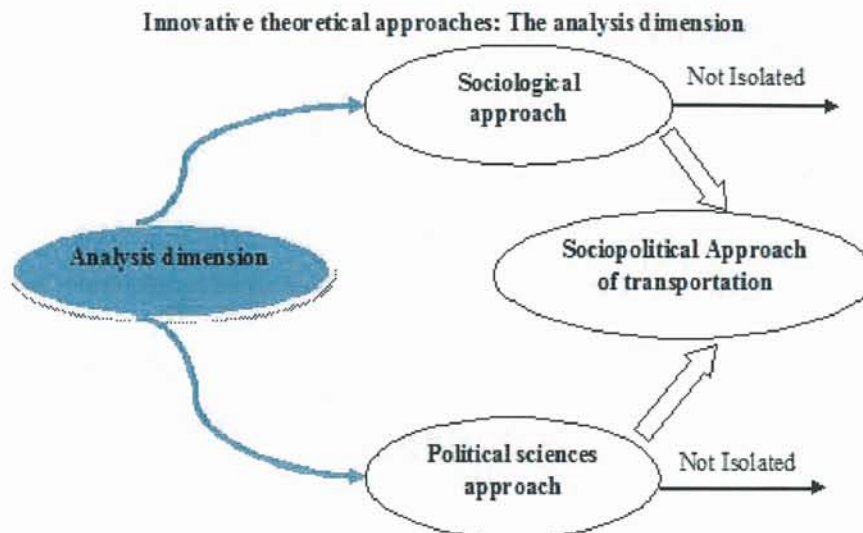 Innovative theoretical approaches: The analysis dimension
Sociological
approach
Not Isolated
Analysis dimension
Sociopolitical Approach
of transportation
Political sciences
approach
Not Isolated